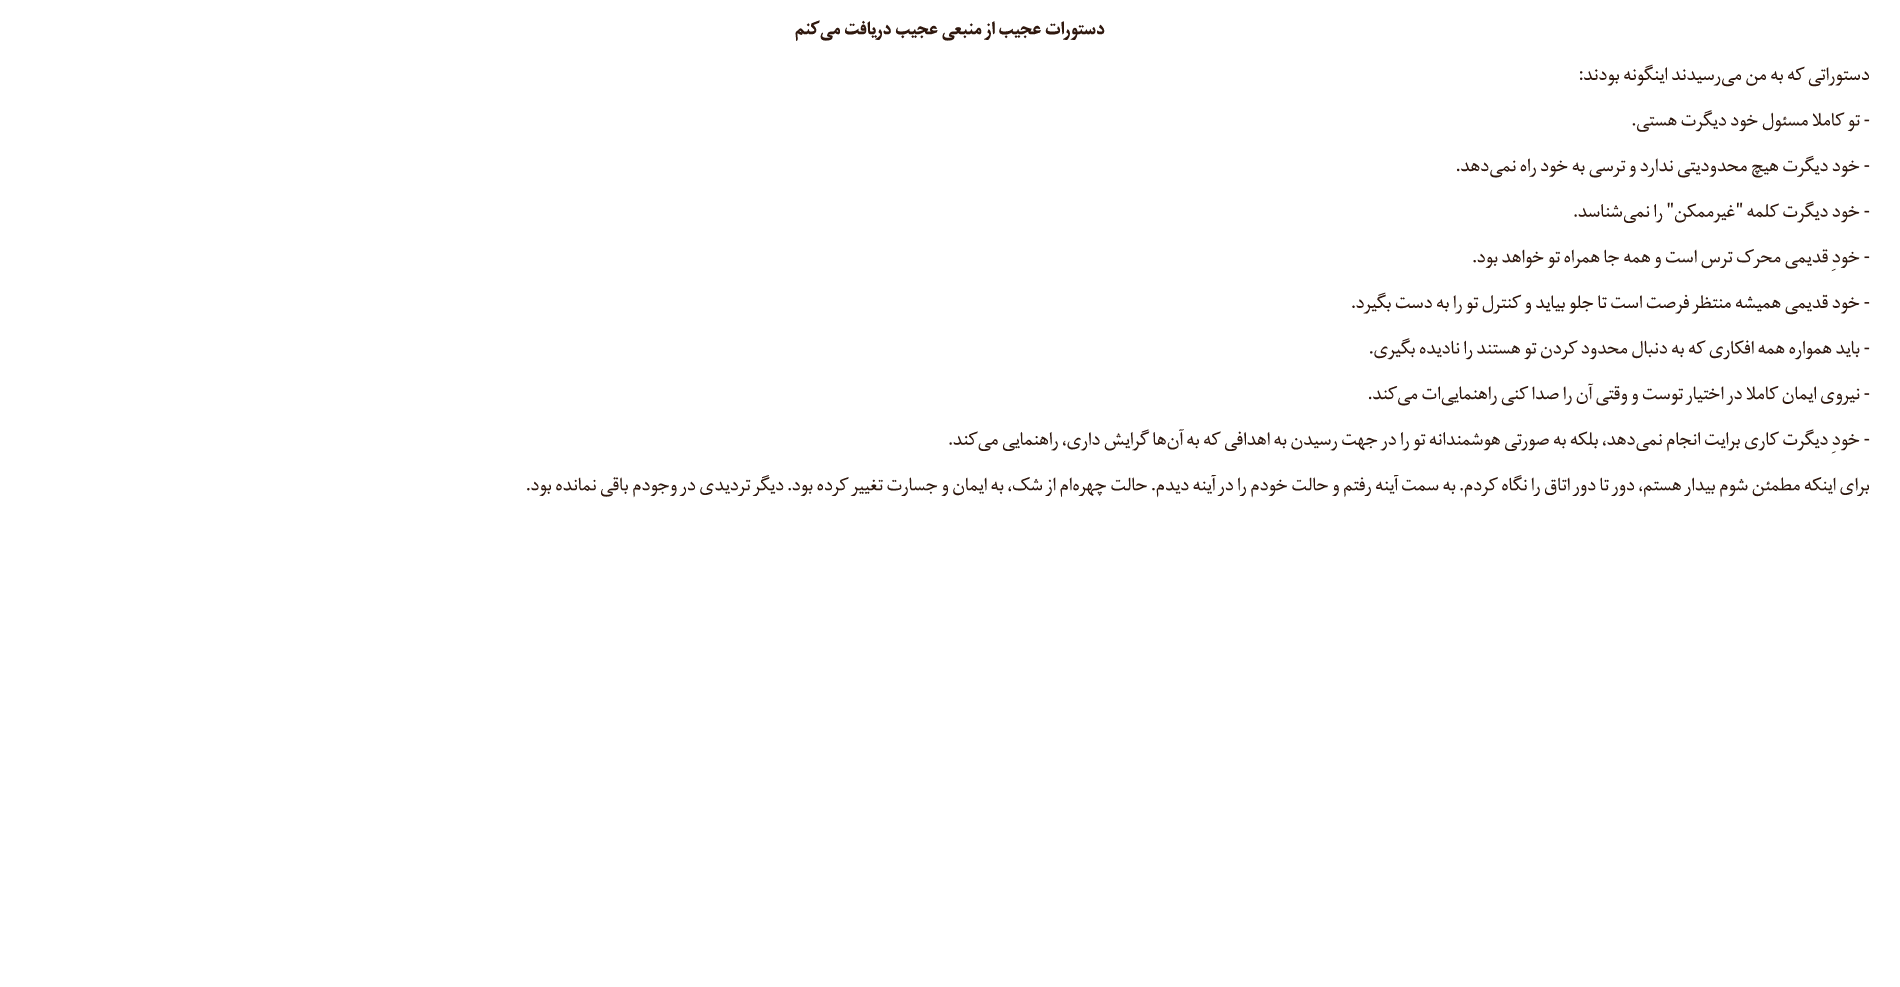 دستورات عجیب از منبعی عجیب دریافت می‌کنم
دستوراتی که به من می‌رسیدند اینگونه بودند:
- تو کاملا مسئول خود دیگرت هستی.
- خود دیگرت هیچ محدودیتی ندارد و ترسی به خود راه نمی‌دهد.
- خود دیگرت کلمه "غیرممکن" را نمی‌شناسد.
- خودِ قدیمی محرک ترس است و همه جا همراه تو خواهد بود.
- خود قدیمی همیشه منتظر فرصت است تا جلو بیاید و کنترل تو را به دست بگیرد.
- باید همواره همه افکاری که به دنبال محدود کردن تو هستند را نادیده بگیری.
- نیروی ایمان کاملا در اختیار توست و وقتی آن را صدا کنی راهنمایی‌ات می‌کند.
- خودِ دیگرت کاری برایت انجام نمی‌دهد، بلکه به صورتی هوشمندانه تو را در جهت رسیدن به اهدافی که به آن‌ها گرایش داری، راهنمایی می‌کند.
برای اینکه مطمئن شوم بیدار هستم، دور تا دور اتاق را نگاه کردم. به سمت آینه رفتم و حالت خودم را در آینه دیدم. حالت چهره‌ام از شک، به ایمان و جسارت تغییر کرده بود. دیگر تردیدی در وجودم باقی نمانده بود.